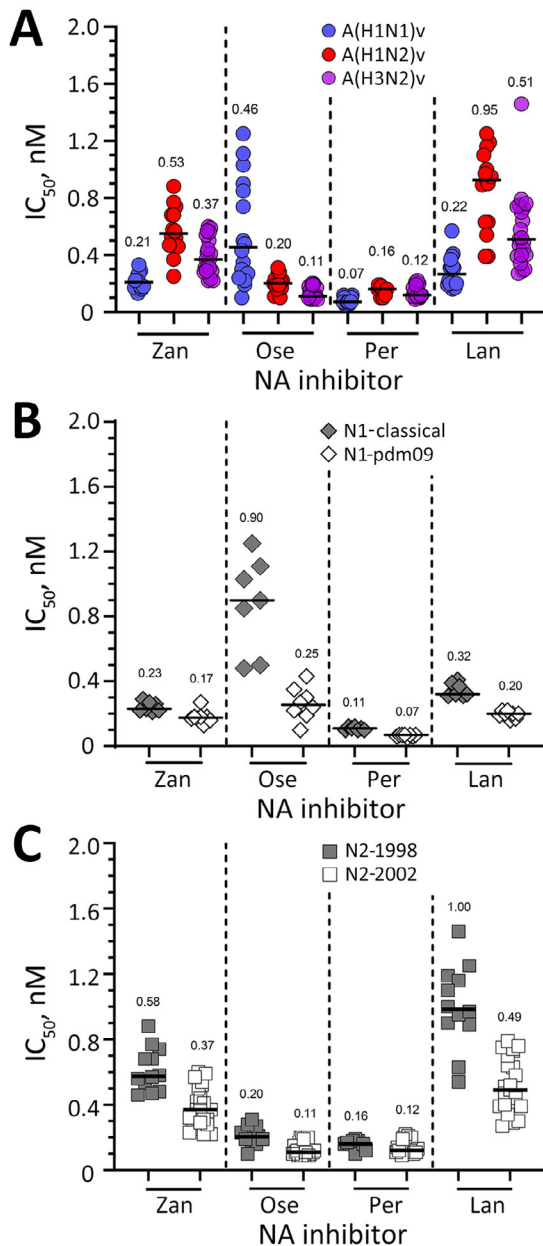 A
A(H1N1)v
A(H1N2)v
A(H3N2)v
2.0
1.6
1.2
0.8
0.4
0
IC50, nM
0.21
0.53
0.37
0.46
0.20
0.11
0.07
0.16
0.12
0.22
0.95
0.51
Zan
Ose
Per
Lan
NA inhibitor
B
N1-classical
N1-pdm09
2.0
1.6
1.2
0.8
0.4
0
IC50, nM
0.23
0.17
0.90
0.25
0.11
0.07
0.32
0.20
Zan
Ose
Per
Lan
NA inhibitor
C
N2-1998
N2-2002
2.0
1.6
1.2
0.8
0.4
0
IC50, nM
0.58
0.37
0.20
0.11
0.16
0.12
1.00
0.49
Zan
Ose
Per
Lan
NA inhibitor